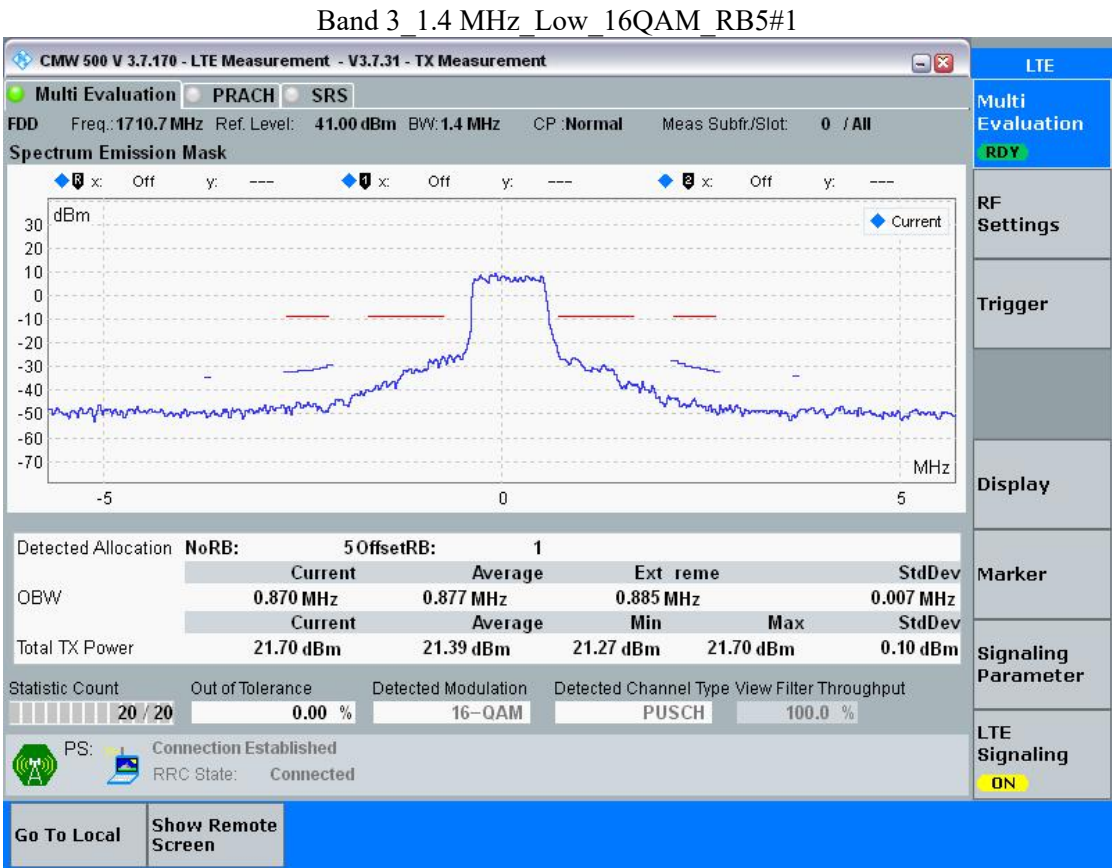 Band 3_1.4 MHz_Low_16QAM_RB5#1
CMW 500 V 3.7.170 - LTE Measurement - V3.7.31 - TX Measurement
LTE
Multi Evaluation PRACH SRS
Multi Evaluation
RDY
FDD Freq.: 1710.7 MHz Ref. Level: 41.00 dBm BW: 1.4 MHz CP : Normal Meas Subfr./Slot: 0 / All
Spectrum Emission Mask
R x: Off y: --- 1 x: Off y: --- 2 x: Off y: ---
dBm
Current
30
20
10
0
-10
-20
-30
-40
-50
-60
-70
MHz
-5 0 5
RF
Settings
Trigger
Display
Marker
Signaling
Parameter
LTE
Signaling
ON
Detected Allocation NoRB: 5 OffsetRB: 1
Current Average Ext reme StdDev
OBW 0.870 MHz 0.877 MHz 0.885 MHz 0.007 MHz
Current Average Min Max StdDev
Total TX Power 21.70 dBm 21.39 dBm 21.27 dBm 21.70 dBm 0.10 dBm
Statistic Count Out of Tolerance Detected Modulation Detected Channel Type View Filter Throughput
20 / 20 0.00 % 16-QAM PUSCH 100.0 %
PS: Connection Established
RRC State: Connected
Go To Local
Show Remote
Screen